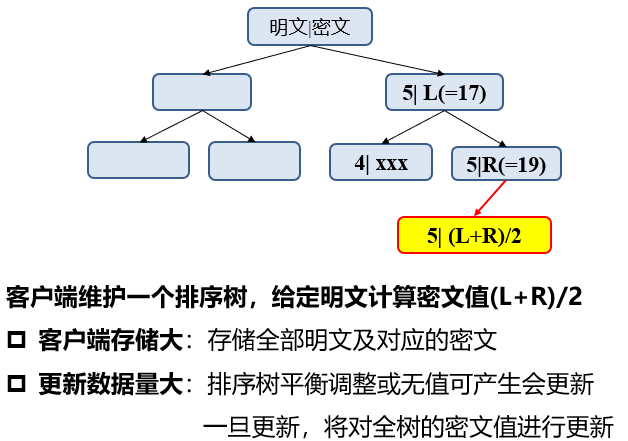 明文|密文
5| L(=17)
4| xxx
5|R(=19)
5| (L+R)/2
客户端维护一个排序树，给定明文计算密文值(L+R)/2
客户端存储大：存储全部明文及对应的密文
更新数据量大：排序树平衡调整或无值可产生会更新
一旦更新，将对全树的密文值进行更新